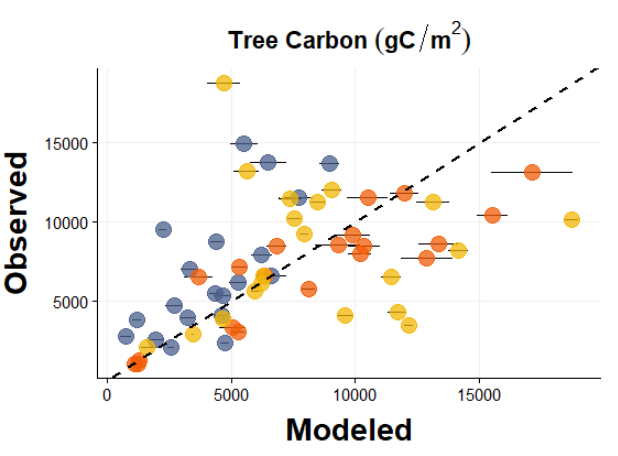 Tree Carbon (gC/m²)
Observed
15000
10000
5000
0 5000 10000 15000
Modeled